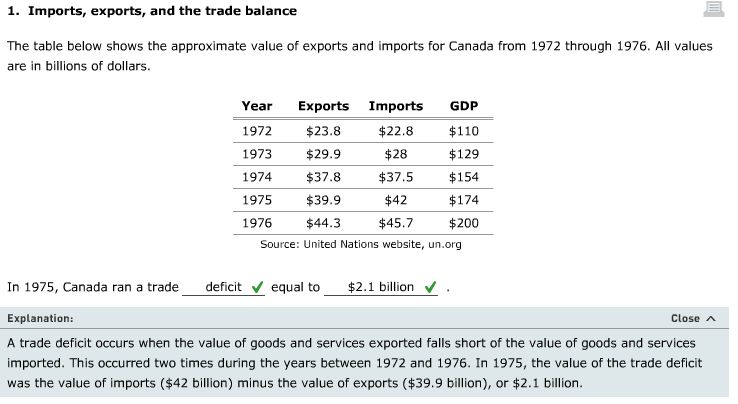 1. Imports, exports, and the trade balance
The table below shows the approximate value of exports and imports for Canada from 1972 through 1976. All values
are in billions of dollars.
Year Exports Imports GDP
1972 $23.8 $22.8 $110
1973 $29.9 $28 $129
1974 $37.8 $37.5 $154
1975 $39.9 $42 $174
1976 $44.3 $45.7 $200
Source: United Nations website, un.org
In 1975, Canada ran a trade deficit ✔ equal to $2.1 billion ✔ .
Explanation: Close
A trade deficit occurs when the value of goods and services exported falls short of the value of goods and services
imported. This occurred two times during the years between 1972 and 1976. In 1975, the value of the trade deficit
was the value of imports ($42 billion) minus the value of exports ($39.9 billion), or $2.1 billion.